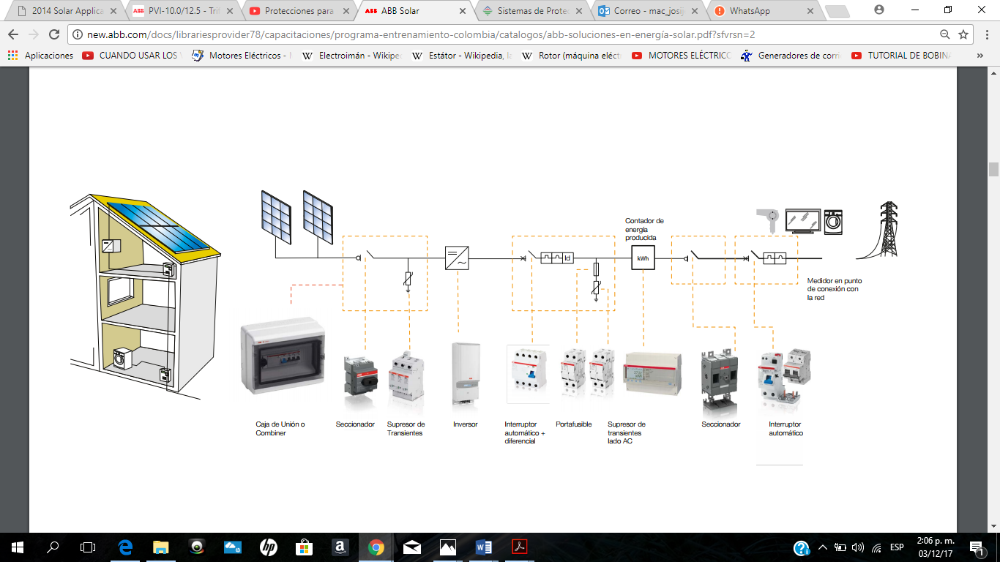 2014 Solar Applica
PVI-10.0/12.5 - Trif
Protecciones para
ABB Solar
Sistemas de Protec
Correo - mac_josij
WhatsApp
new.abb.com/docs/librariesprovider78/capacitaciones/programa-entrenamiento-colombia/catalogos/abb-soluciones-en-energía-solar.pdf?sfvrsn=2
Aplicaciones
CUANDO USAR LOS
Motores Eléctricos -
Electroimán - Wikipe
Estátor - Wikipedia, la
Rotor (máquina eléct
MOTORES ELÉCTRICO
Generadores de corri
TUTORIAL DE BOBINA
»
Contador de
energía
producida
Id
kWh
Medidor en punto
de conexión con
la red
Caja de Unión o
Combiner
Seccionador
Supresor de
Transientes
Inversor
Interruptor
automático +
diferencial
Portafusible
Supresor de
transientes
lado AC
Seccionador
Interruptor
automático
ESP
2:06 p. m.
03/12/17